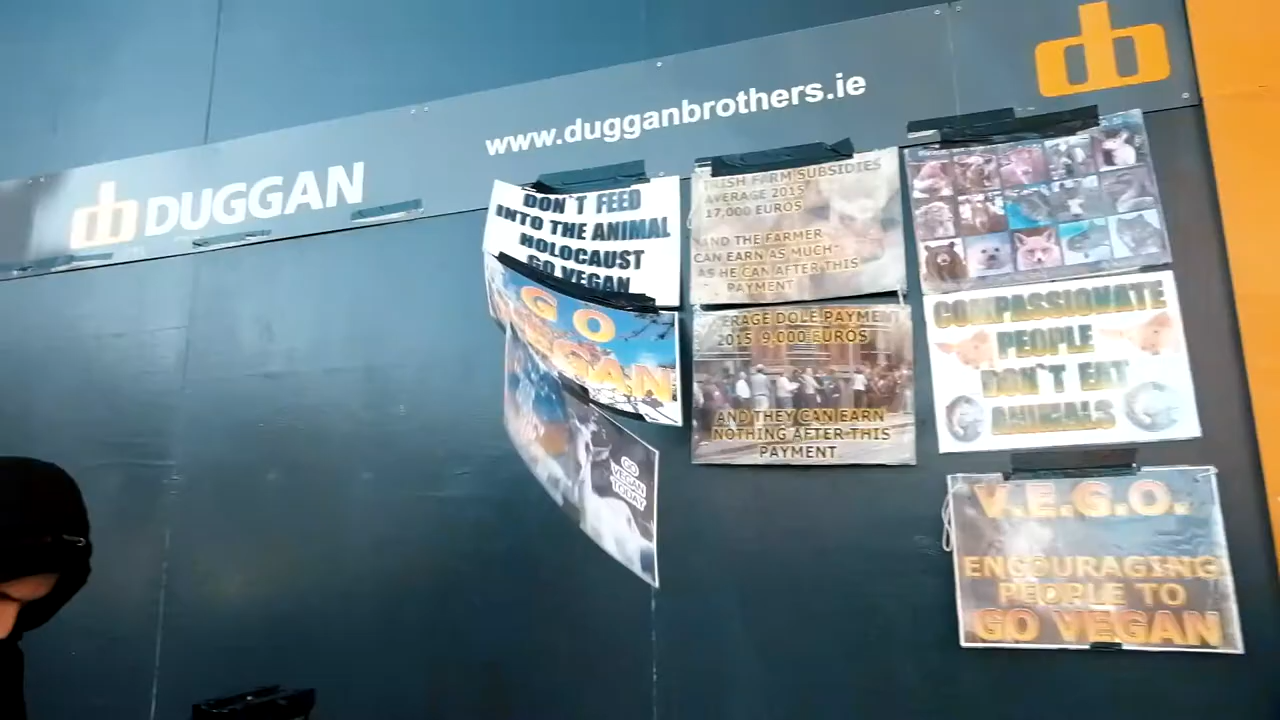 db DUGGAN
www.dugganbrothers.ie
db
DON`T FEED
INTO THE ANIMAL
HOLOCAUST
GO VEGAN
GO
VEGAN
GO
VEGAN
TODAY
IRISH FARM SUBSIDIES
AVERAGE 2015
17,000 EUROS
AND THE FARMER
CAN EARN AS MUCH
AS HE CAN AFTER THIS
PAYMENT
ERAGE DOLE PAYMENT
2015 9,000 EUROS
AND THEY CAN EARN
NOTHING AFTER THIS
PAYMENT
COMPASSIONATE
PEOPLE
DON`T EAT
ANIMALS
V.E.G.O.
ENCOURAGING
PEOPLE TO
GO VEGAN